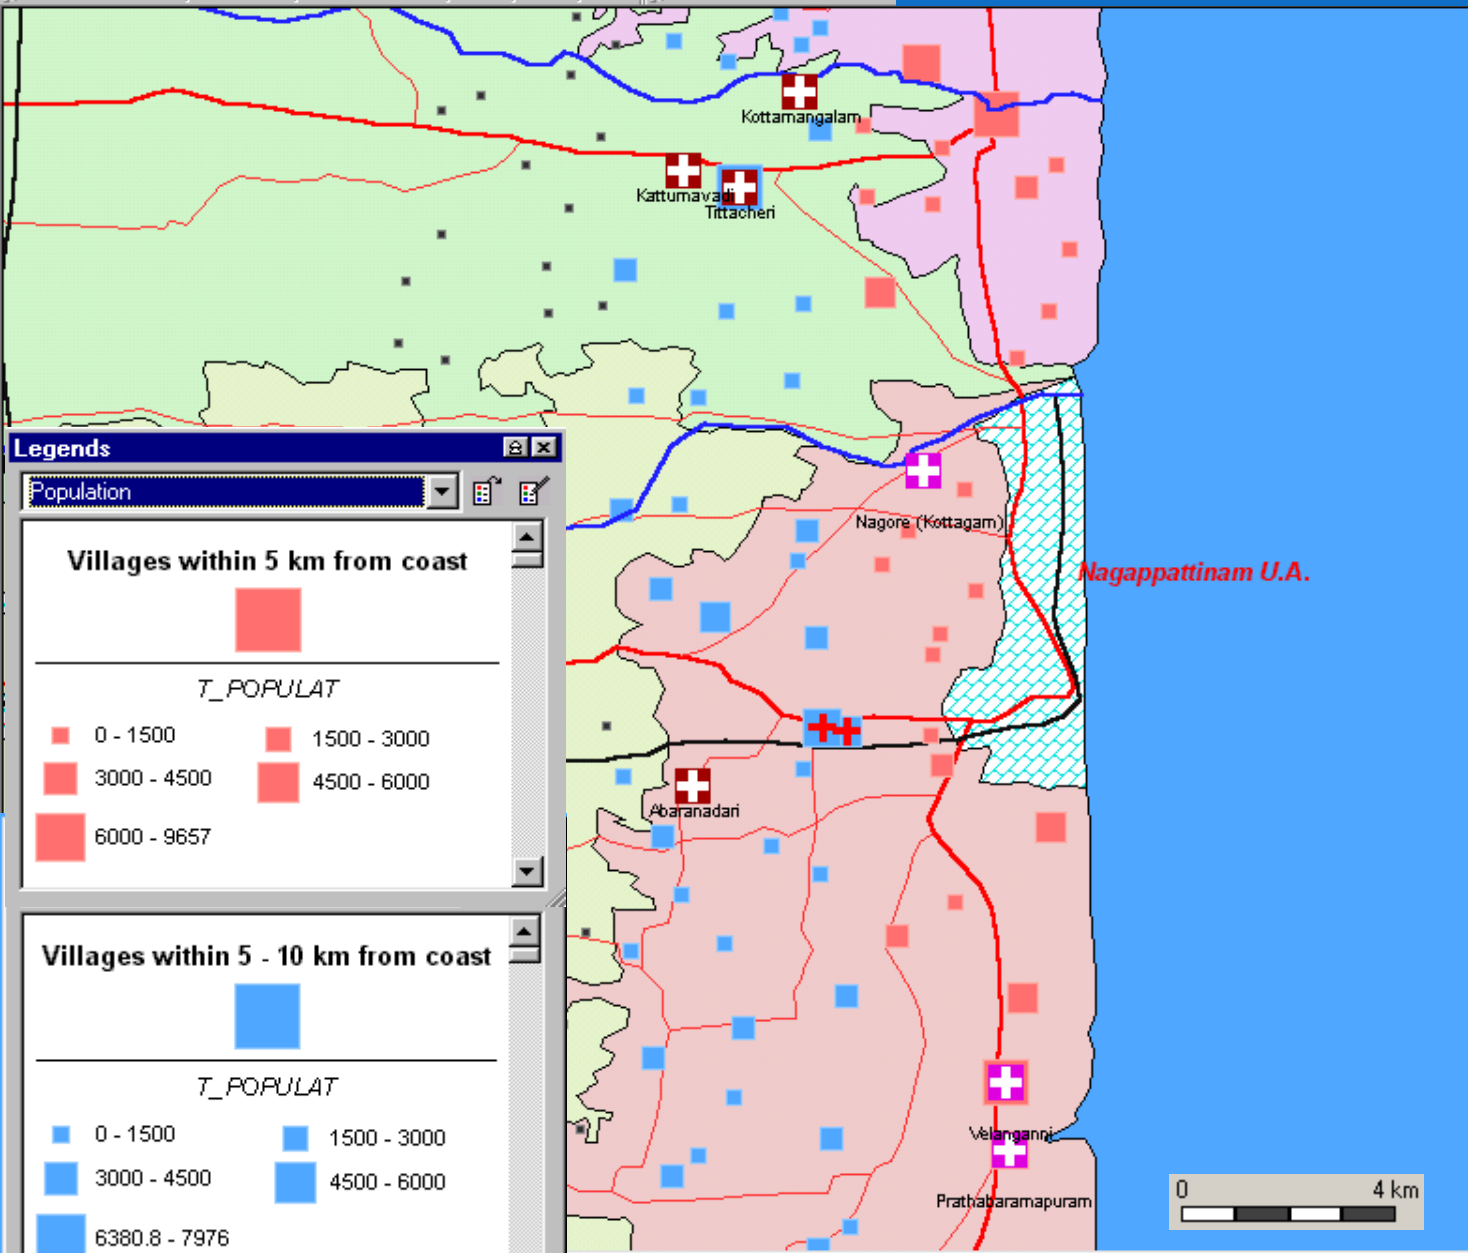 Kottamangalam
Kattumavadi
Tittacheri
Legends
Population
Nagore (Kottagam)
Villages within 5 km from coast
Nagappattinam U.A.
T_POPULAT
0 - 1500
1500 - 3000
3000 - 4500
4500 - 6000
6000 - 9657
Abaranadari
Villages within 5 - 10 km from coast
T_POPULAT
0 - 1500
1500 - 3000
Velanganni
3000 - 4500
4500 - 6000
0 4 km
Prathabaramapuram
6380.8 - 7976